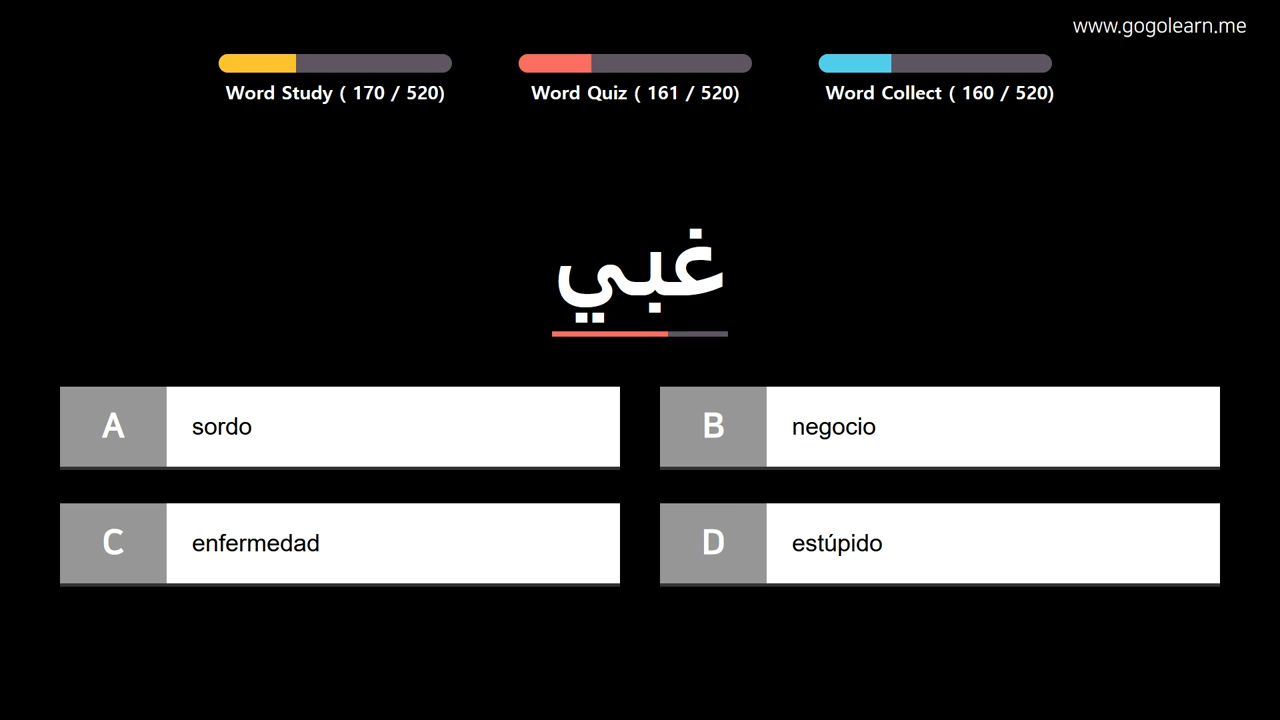 www.gogolearn.me
Word Study ( 170 / 520)
Word Quiz ( 161 / 520)
Word Collect ( 160 / 520)
غبي
A sordo
B negocio
C enfermedad
D estúpido